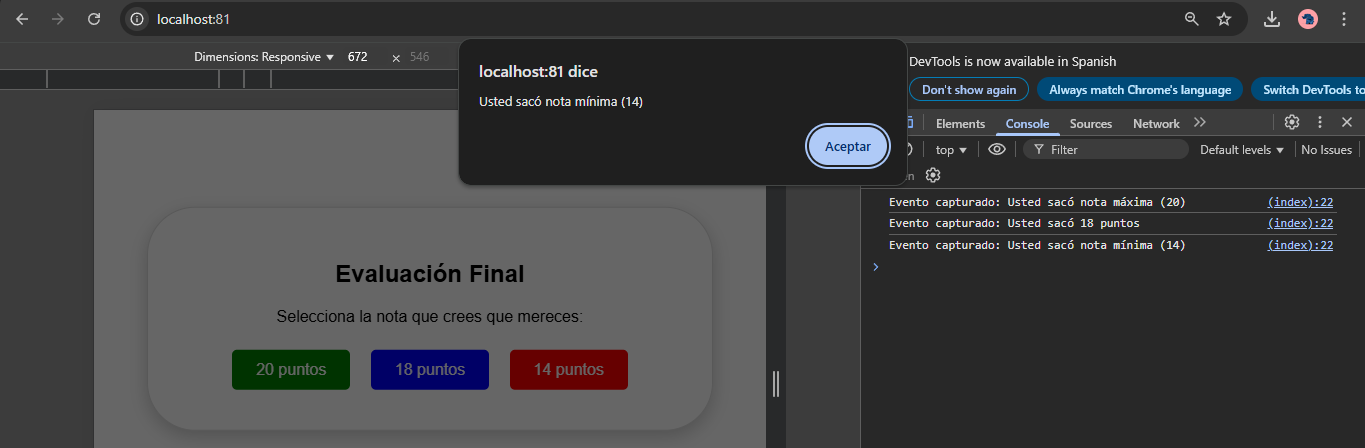 localhost:81
Dimensions: Responsive ▼ 672 × 546
localhost:81 dice
Usted sacó nota mínima (14)
Aceptar
Evaluación Final
Selecciona la nota que crees que mereces:
20 puntos 18 puntos 14 puntos
DevTools is now available in Spanish
Don't show again Always match Chrome's language Switch DevTools to
Elements Console Sources Network
top ▼ Filter Default levels ▼ No Issues
Evento capturado: Usted sacó nota máxima (20) (index):22
Evento capturado: Usted sacó 18 puntos (index):22
Evento capturado: Usted sacó nota mínima (14) (index):22